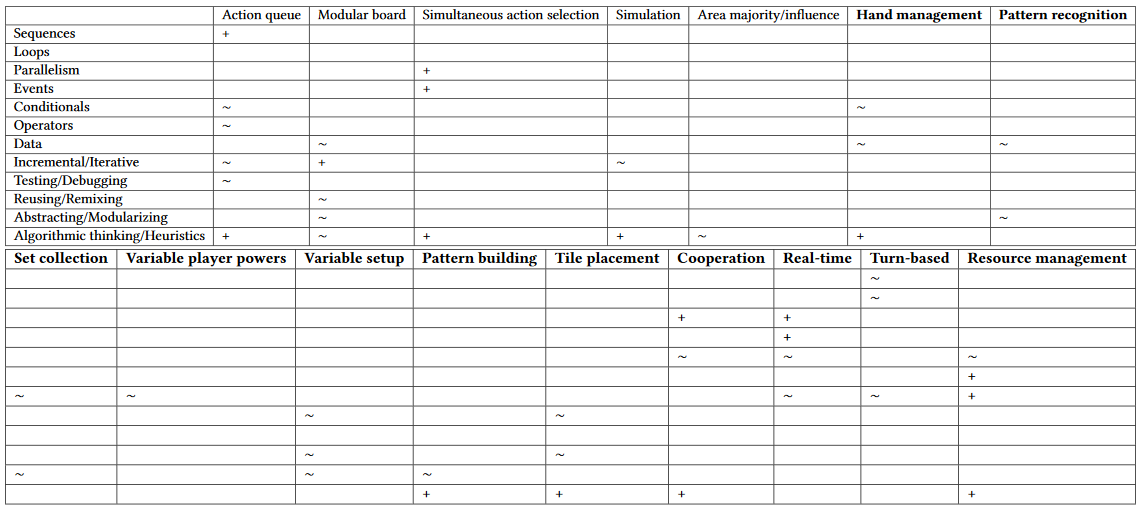 Action queue Modular board Simultaneous action selection Simulation Area majority/influence Hand management Pattern recognition
Sequences +
Loops
Parallelism +
Events +
Conditionals ~ ~
Operators ~
Data ~ ~ ~
Incremental/Iterative ~ + ~
Testing/Debugging ~
Reusing/Remixing ~
Abstracting/Modularizing ~ ~
Algorithmic thinking/Heuristics + ~ + + ~ +
Set collection Variable player powers Variable setup Pattern building Tile placement Cooperation Real-time Turn-based Resource management
~
~
+ +
+
~ ~ ~
+
~ ~ ~ ~ +
~ ~
~ ~
~ ~ ~
+ + + +